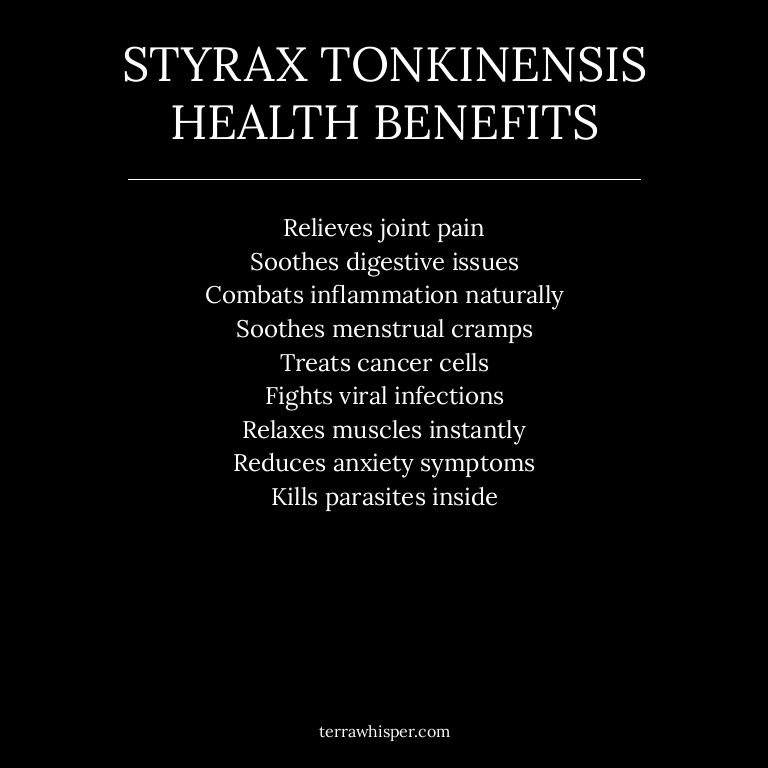 STYRAX TONKINENSIS
HEALTH BENEFITS
Relieves joint pain
Soothes digestive issues
Combats inflammation naturally
Soothes menstrual cramps
Treats cancer cells
Fights viral infections
Relaxes muscles instantly
Reduces anxiety symptoms
Kills parasites inside
terrawhisper.com